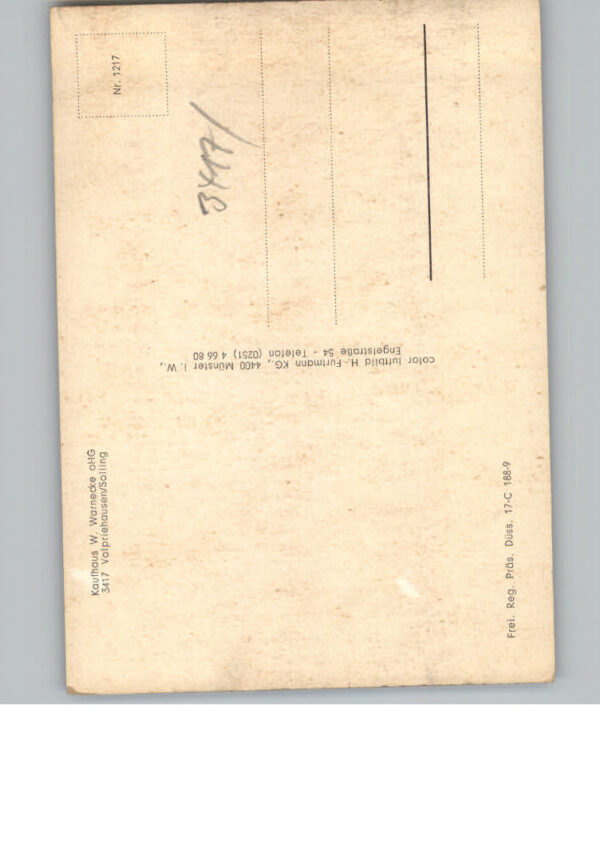 Kaufhaus W. Warnecke oHG
3417 Volpriehausen/Solling
Nr. 1217
3417/
color luftbild H. Furtmann KG., 4400 Münster i. W.,
Engelstraße 54 - Telefon (0251) 4 66 80
Frei. Reg. Präs. Düss. 17-C 188-9